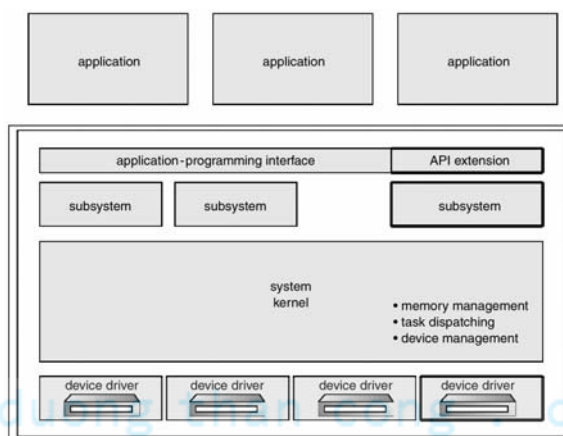 application application application
application-programming interface API extension
subsystem subsystem subsystem
system
kernel
• memory management
• task dispatching
• device management
device driver device driver device driver device driver
duong than cong . c